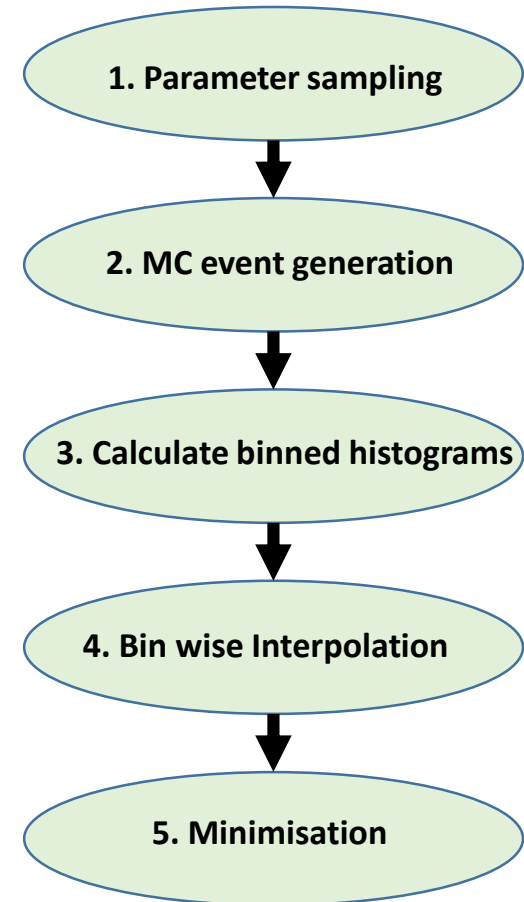 1. Parameter sampling
2. MC event generation
3. Calculate binned histograms
4. Bin wise Interpolation
5. Minimisation